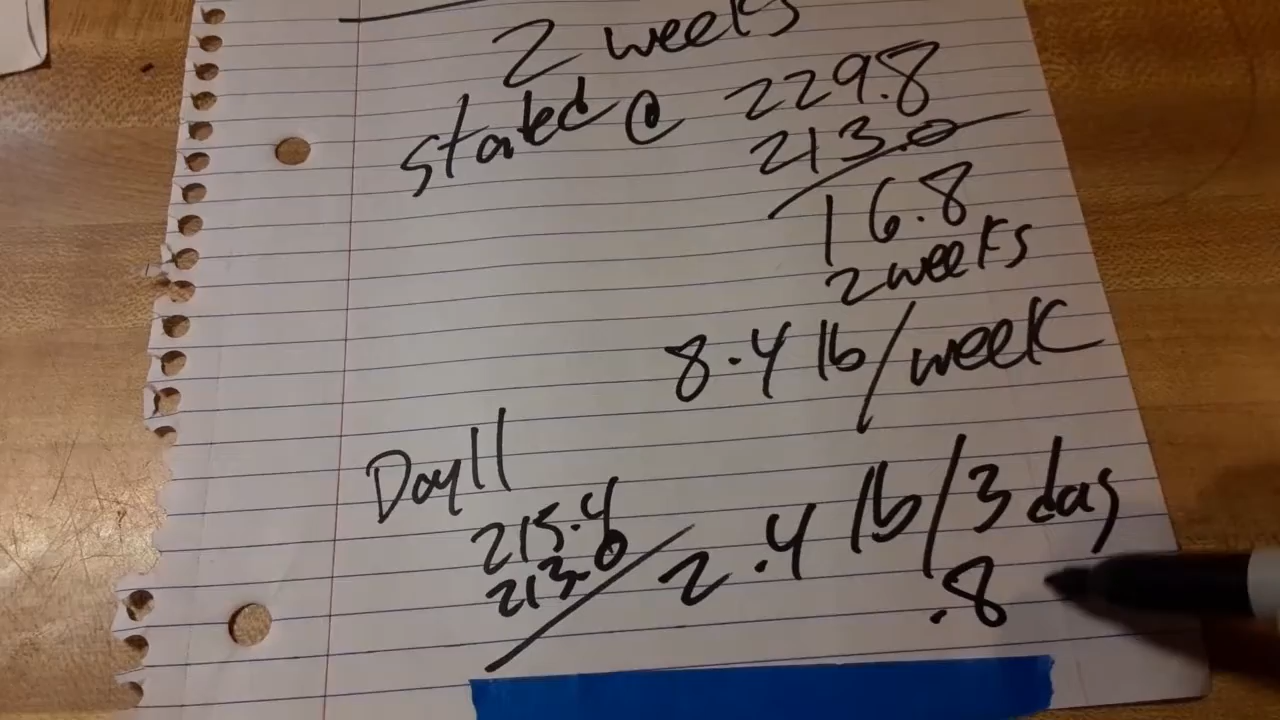 2 weeks
started @ 229.8
213.0
16.8
2 weeks
8.4 lb/week
Day 11
215.4
213.0
2.4 lb/3 days
.8